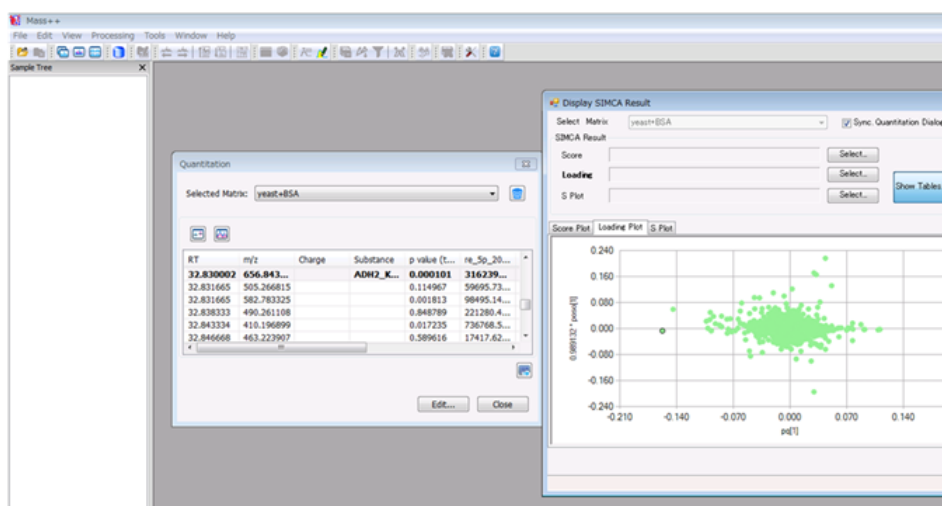 Mass++
File Edit View Processing Tools Window Help
Sample Tree
Quantitation
Selected Matrix: yeast+BSA
RT m/z Charge Substance p value (t... re_5p_20...
32.830002 656.843... ADH2_K... 0.000101 316239...
32.831665 505.266815 0.114967 59695.73...
32.831665 582.783325 0.001813 98495.14...
32.838333 490.261108 0.848789 221280.4...
32.843334 410.196899 0.017235 736768.5...
32.846668 463.223907 0.589616 17417.62...
Edit... Close
Display SIMCA Result
Select Matrix yeast+BSA Sync. Quantitation Dialog
SIMCA Result
Score Select...
Loading Select...
S Plot Select...
Show Tables
Score Plot Loading Plot S Plot
0.240
0.160
0.080
0.000
-0.080
-0.160
-0.240
-0.210 -0.140 -0.070 0.000 0.070 0.140